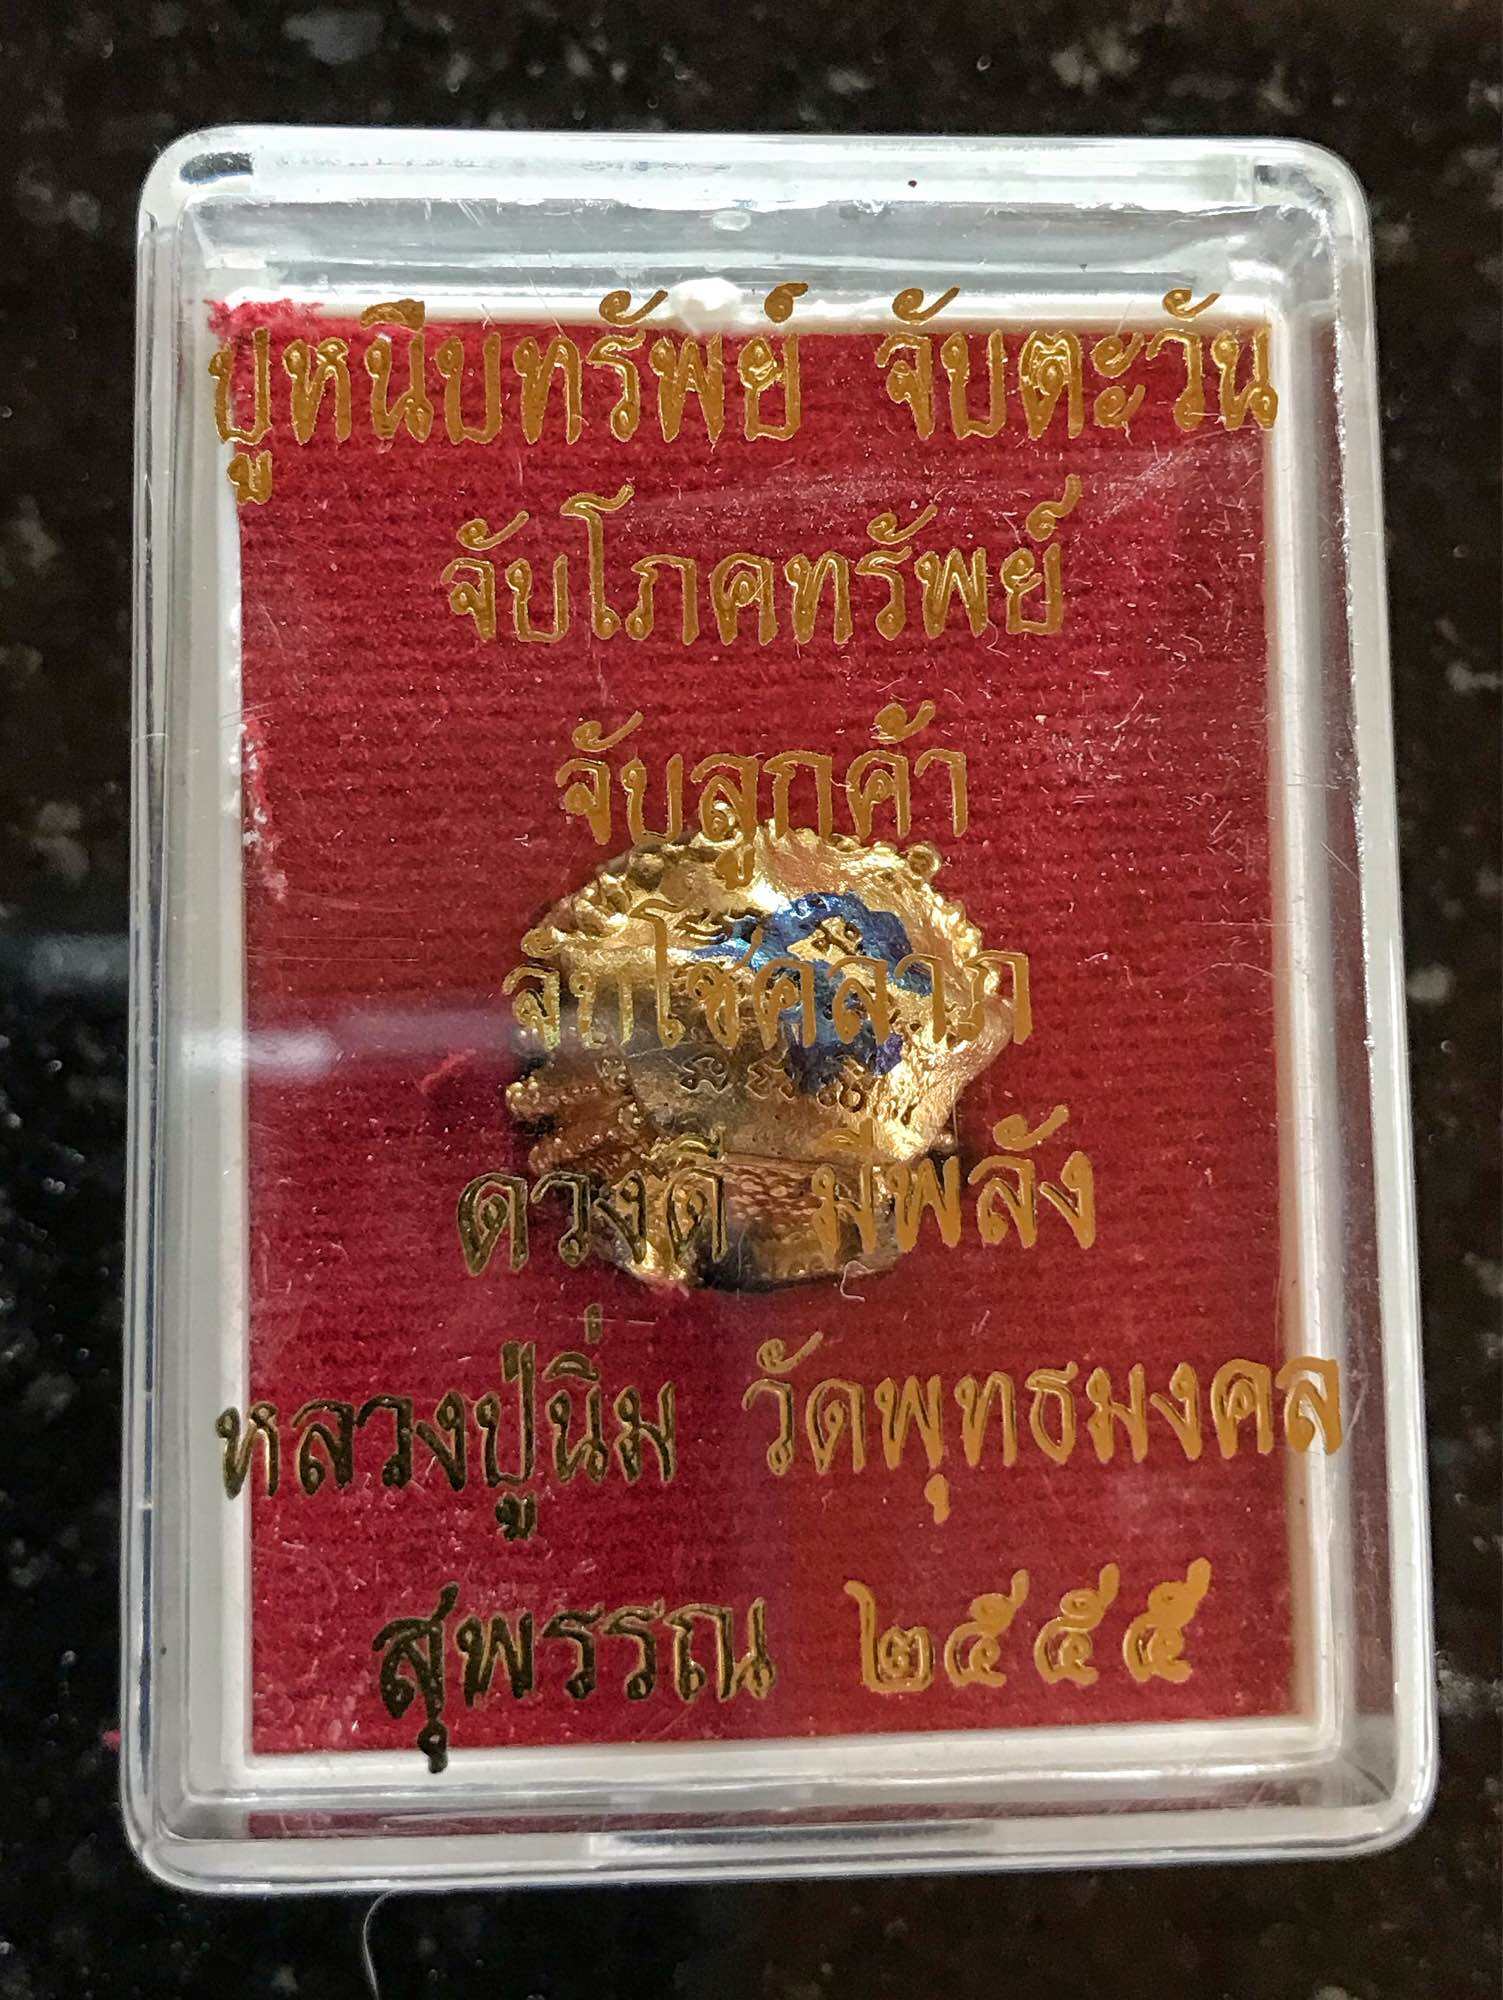 ปูหนีบทรัพย์ จับตะวัน
จับโภคทรัพย์
จับลูกค้า
จับโชคลาภ
ดวงดี มีพลัง
หลวงปู่นิ่ม วัดพุทธมงคล
สุพรรณ ๒๕๕๕